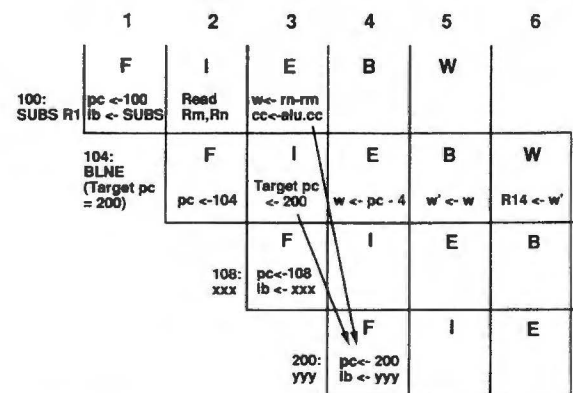 1 2 3 4 5 6
F I E B W
100: pc <-100 Read w<- rn-rm
SUBS R1 ib <- SUBS Rm,Rn cc<-alu.cc
104: F I E B W
BLNE
(Target pc Target pc
= 200) pc <-104 <- 200 w <- pc - 4 w' <- w R14 <- w'
F I E B
108: pc<-108
xxx ib <- xxx
F I E
200: pc<- 200
yyy ib <- yyy